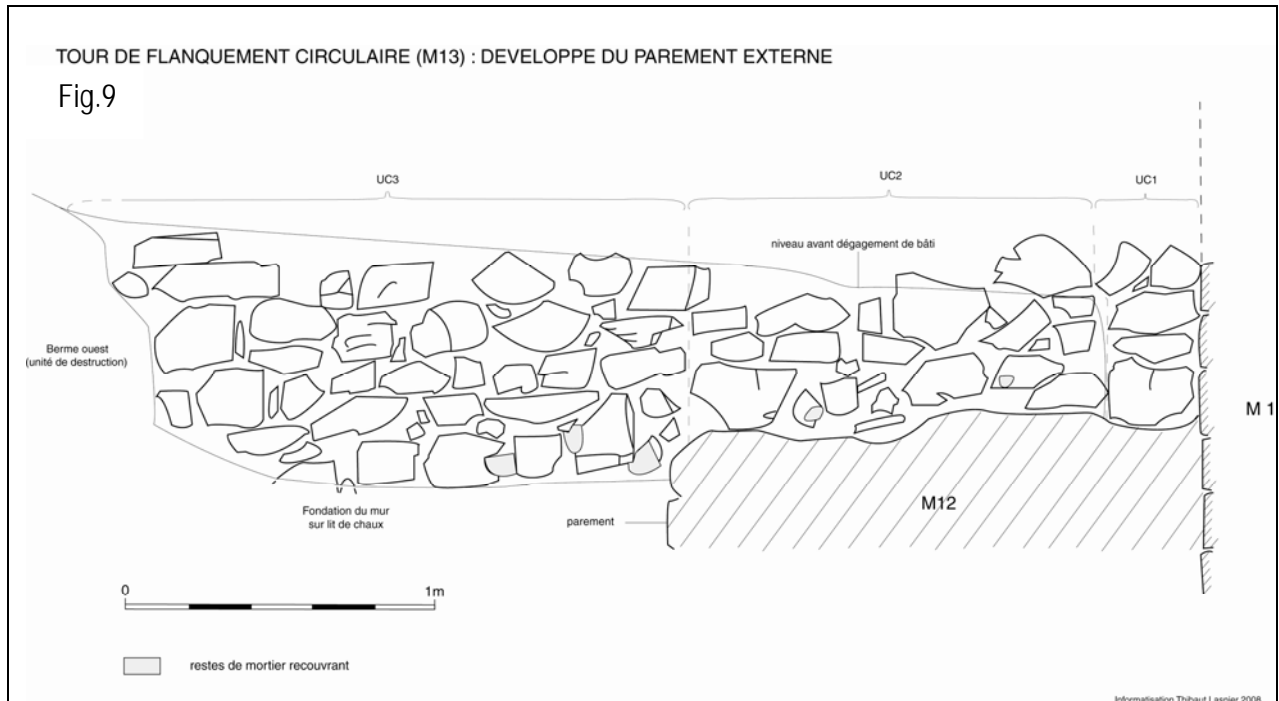 TOUR DE FLANQUEMENT CIRCULAIRE (M13) : DEVELOPPE DU PAREMENT EXTERNE
Fig.9
UC3
UC2
UC1
niveau avant dégagement de bâti
Berme ouest
(unité de destruction)
M 1
M12
Fondation du mur
sur lit de chaux
parement
0
1m
restes de mortier recouvrant
Informatisation Thibaut Lasnier 2008